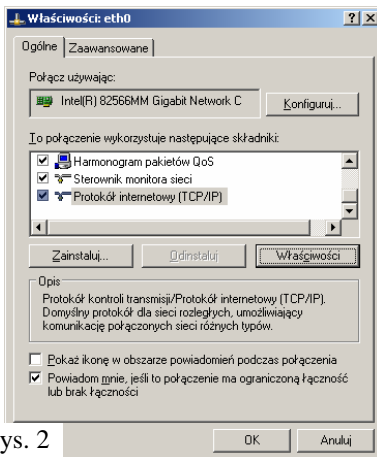 Właściwości: eth0
Ogólne Zaawansowane
Połącz używając:
Intel(R) 82566MM Gigabit Network C
Konfiguruj...
To połączenie wykorzystuje następujące składniki:
Harmonogram pakietów QoS
Sterownik monitora sieci
Protokół internetowy (TCP/IP)
Zainstaluj... Odinstaluj Właściwości
Opis
Protokół kontroli transmisji/Protokół internetowy (TCP/IP).
Domyślny protokół dla sieci rozległych, umożliwiający
komunikację połączonych sieci różnych typów.
Pokaż ikonę w obszarze powiadomień podczas połączenia
Powiadom mnie, jeśli to połączenie ma ograniczoną łączność
lub brak łączności
ys. 2
OK Anuluj